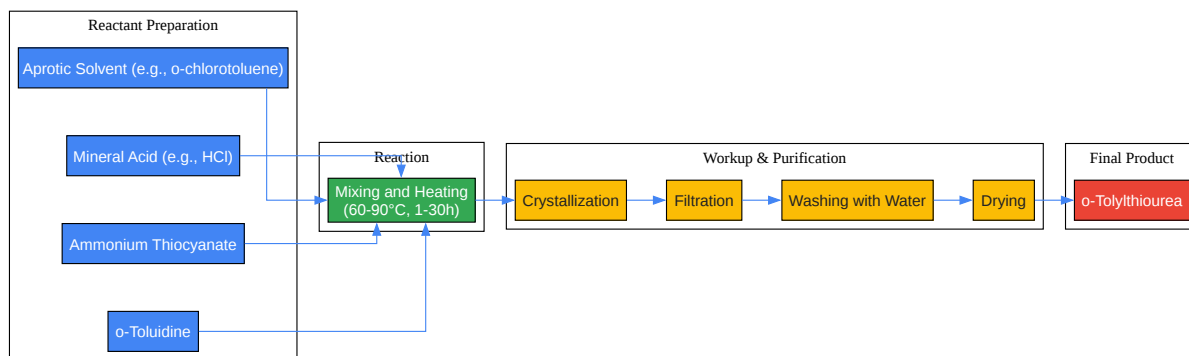 Reactant Preparation
Aprotic Solvent (e.g., o-chlorotoluene)
Mineral Acid (e.g., HCl)
Ammonium Thiocyanate
o-Toluidine
Reaction
Mixing and Heating
(60-90°C, 1-30h)
Workup & Purification
Crystallization
Filtration
Washing with Water
Drying
Final Product
o-Tolylthiourea